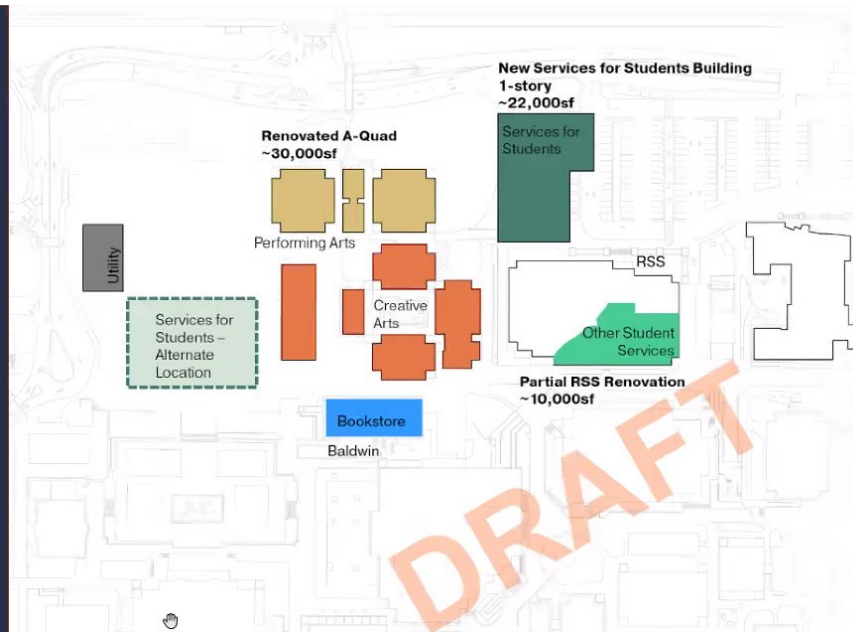 New Services for Students Building
1-story
~22,000sf
Services for
Students
Renovated A-Quad
~30,000sf
Performing Arts
Utility
RSS
Creative
Arts
Services for
Students –
Alternate
Location
Other Student
Services
Partial RSS Renovation
~10,000sf
Bookstore
Baldwin
DRAFT